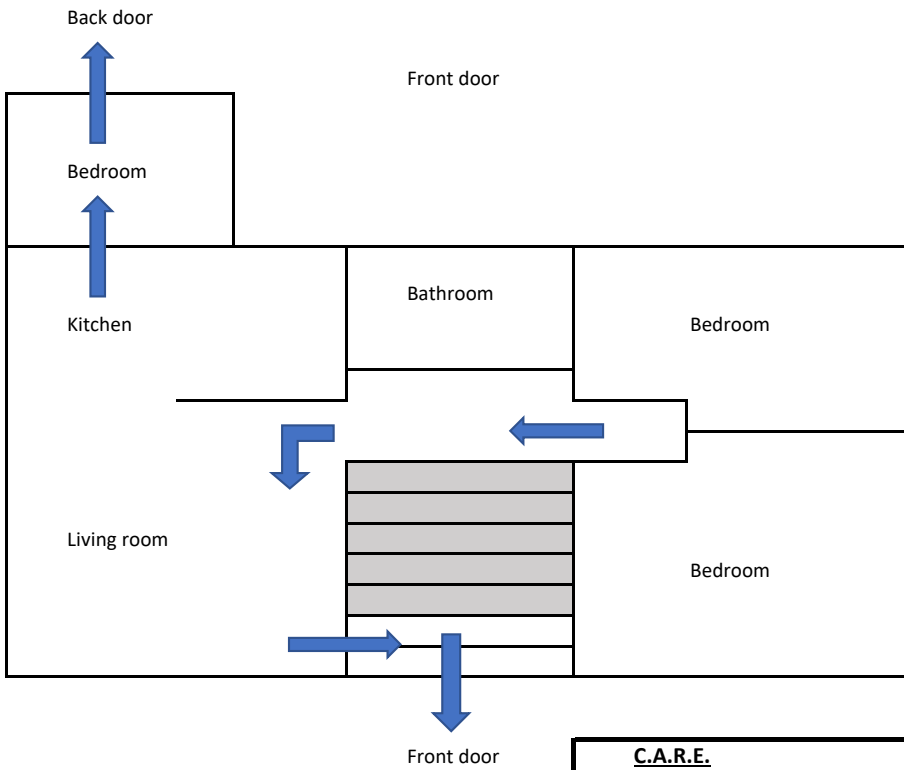 Back door
Front door
Bedroom
Bathroom
Kitchen
Bedroom
Living room
Bedroom
Front door
C.A.R.E.